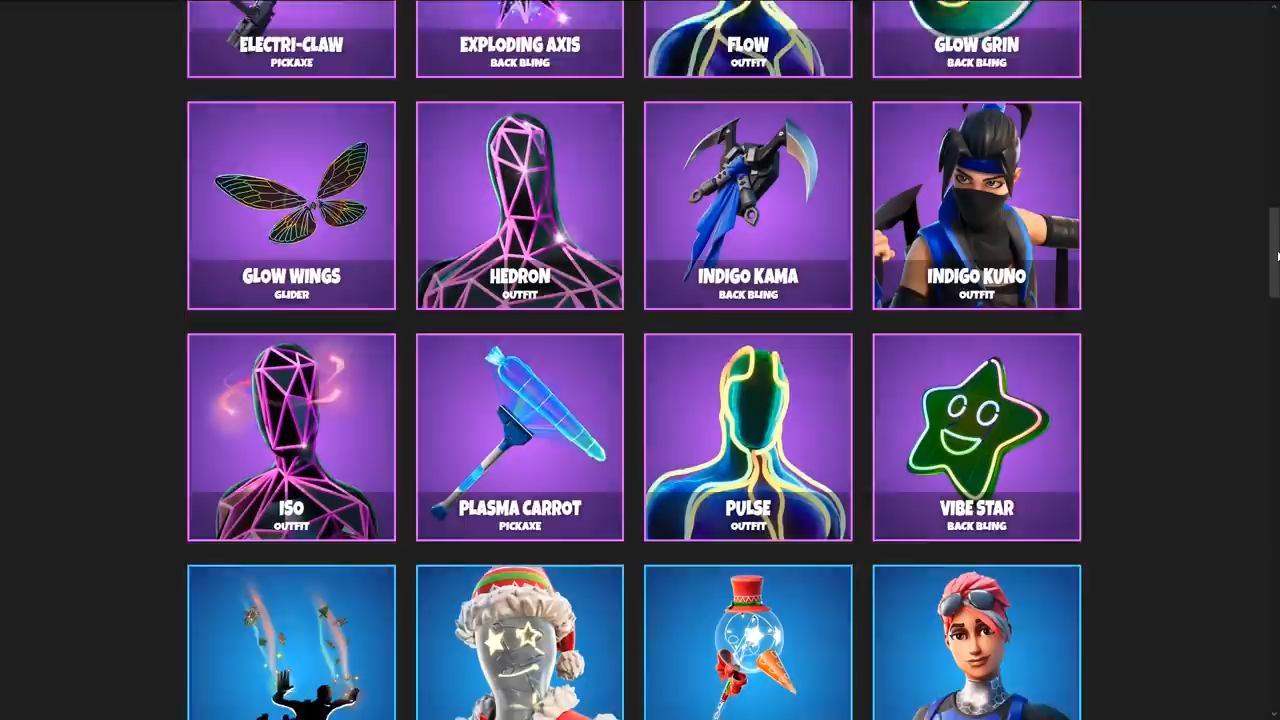 ELECTRI-CLAW
PICKAXE
EXPLODING AXIS
BACK BLING
FLOW
OUTFIT
GLOW GRIN
BACK BLING
GLOW WINGS
GLIDER
HEDRON
OUTFIT
INDIGO KAMA
BACK BLING
INDIGO KUNO
OUTFIT
ISO
OUTFIT
PLASMA CARROT
PICKAXE
PULSE
OUTFIT
VIBE STAR
BACK BLING